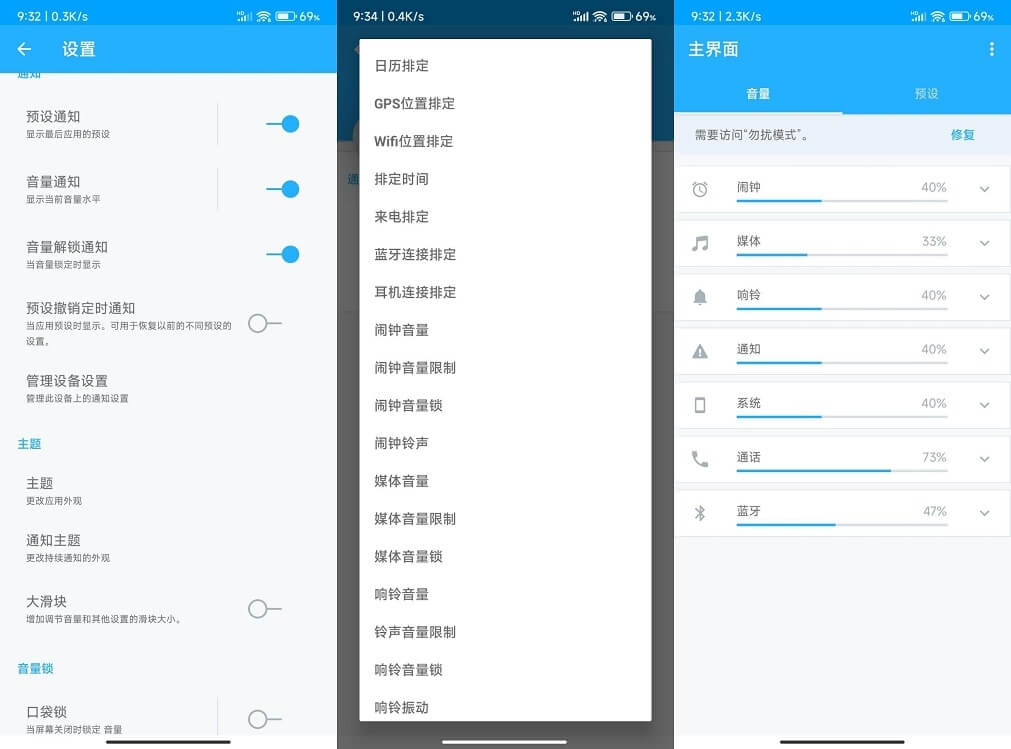 9:32 | 0.3K/s
HD
69%
设置
通知
预设通知
显示最后应用的预设
音量通知
显示当前音量水平
音量解锁通知
当音量锁定时显示
预设撤销定时通知
当应用预设时显示。可用于恢复以前的不同预设的
设置。
管理设备设置
管理此设备上的通知设置
主题
主题
更改应用外观
通知主题
更改持续通知的外观
大滑块
增加调节音量和其他设置的滑块大小。
音量锁
口袋锁
当屏幕关闭时锁定 音量
9:34 | 0.4K/s
HD
69%
通
日历排定
GPS位置排定
Wifi位置排定
排定时间
来电排定
蓝牙连接排定
耳机连接排定
闹钟音量
闹钟音量限制
闹钟音量锁
闹钟铃声
媒体音量
媒体音量限制
媒体音量锁
响铃音量
铃声音量限制
响铃音量锁
响铃振动
9:32 | 2.3K/s
HD
69%
主界面
音量
预设
需要访问“勿扰模式”。
修复
闹钟
40%
媒体
33%
响铃
40%
通知
40%
系统
40%
通话
73%
蓝牙
47%